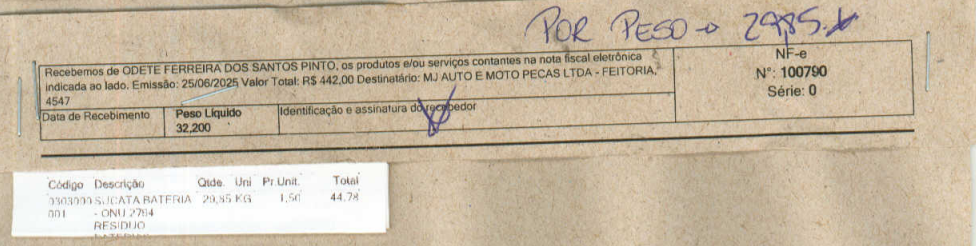 POR PESO → 29,85.
Recebemos de ODETE FERREIRA DOS SANTOS PINTO, os produtos e/ou serviços contantes na nota fiscal eletrônica
indicada ao lado. Emissão: 25/06/2025 Valor Total: R$ 442,00 Destinatário: MJ AUTO E MOTO PECAS LTDA - FEITORIA,
4547
NF-e
N°: 100790
Série: 0
Data de Recebimento
Peso Líquido
32,200
Identificação e assinatura do recebedor
Código Descrição Qtde. Uni Pr.Unit. Total
0303000 SUCATA BATERIA 29,85 KG 1,50 44.78
001 - ONU 2794
RESIDUO